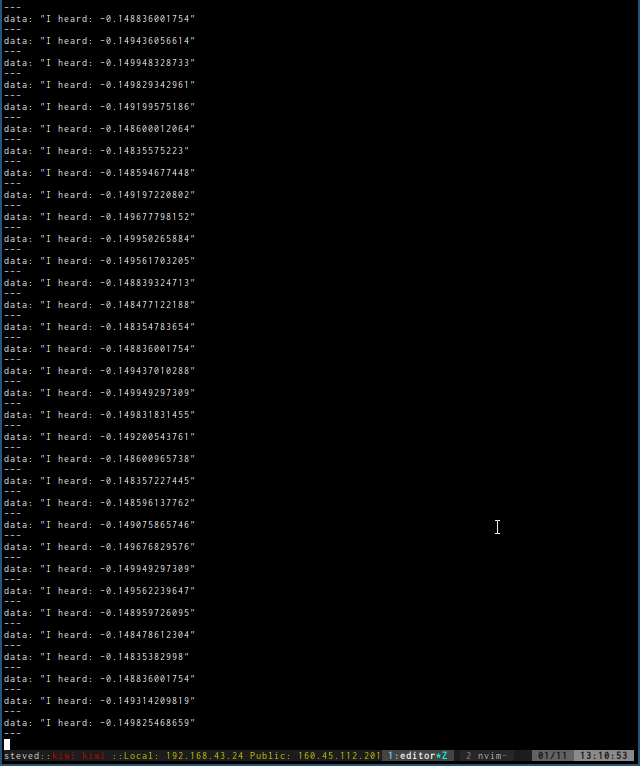 ---
data: "I heard: -0.148836001754"
---
data: "I heard: -0.149436056614"
---
data: "I heard: -0.149948328733"
---
data: "I heard: -0.149829342961"
---
data: "I heard: -0.149199575186"
---
data: "I heard: -0.148600012064"
---
data: "I heard: -0.14835575223"
---
data: "I heard: -0.148594677448"
---
data: "I heard: -0.149197220802"
---
data: "I heard: -0.149677798152"
---
data: "I heard: -0.149950265884"
---
data: "I heard: -0.149561703205"
---
data: "I heard: -0.148839324713"
---
data: "I heard: -0.148477122188"
---
data: "I heard: -0.148354783654"
---
data: "I heard: -0.148836001754"
---
data: "I heard: -0.149437010288"
---
data: "I heard: -0.149949297309"
---
data: "I heard: -0.149831831455"
---
data: "I heard: -0.149200543761"
---
data: "I heard: -0.148600965738"
---
data: "I heard: -0.148357227445"
---
data: "I heard: -0.148596137762"
---
data: "I heard: -0.149075865746"
---
data: "I heard: -0.149676829576"
---
data: "I heard: -0.149949297309"
---
data: "I heard: -0.149562239647"
---
data: "I heard: -0.148959726095"
---
data: "I heard: -0.148478612304"
---
data: "I heard: -0.14835382998"
---
data: "I heard: -0.148836001754"
---
data: "I heard: -0.149314209819"
---
data: "I heard: -0.149825468659"
---
steved::kiwi kiwi ::Local: 192.168.43.24 Public: 160.45.112.201 1:editor*Z 2 nvim- 01/11 13:10:53